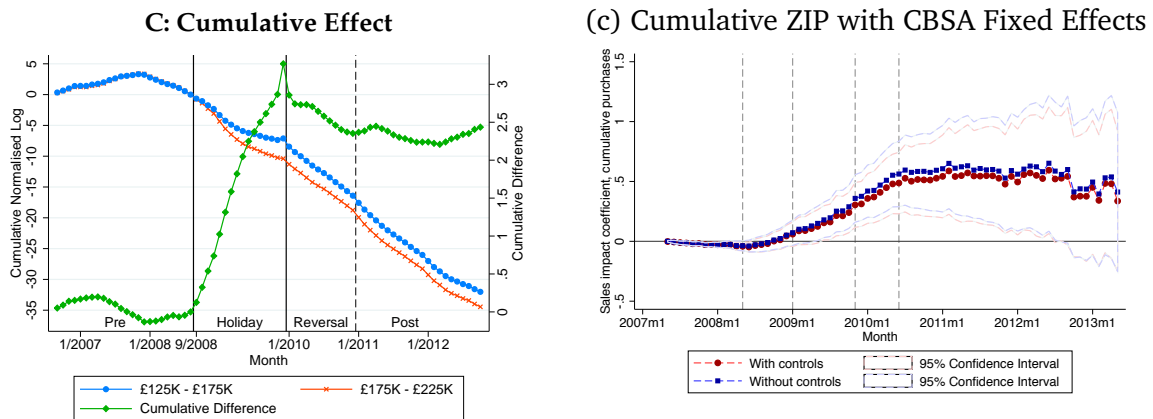 C: Cumulative Effect
Cumulative Normalised Log
5
0
-5
-10
-15
-20
-25
-30
-35
3
2.5
2
1.5
1
.5
0
Cumulative Difference
Pre
Holiday
Reversal
Post
1/2007
1/2008
9/2008
1/2010
1/2011
1/2012
Month
£125K - £175K
£175K - £225K
Cumulative Difference
(c) Cumulative ZIP with CBSA Fixed Effects
Sales impact coefficient, cumulative purchases
1.5
1
.5
0
-.5
2007m1
2008m1
2009m1
2010m1
2011m1
2012m1
2013m1
Month
With controls
95% Confidence Interval
Without controls
95% Confidence Interval